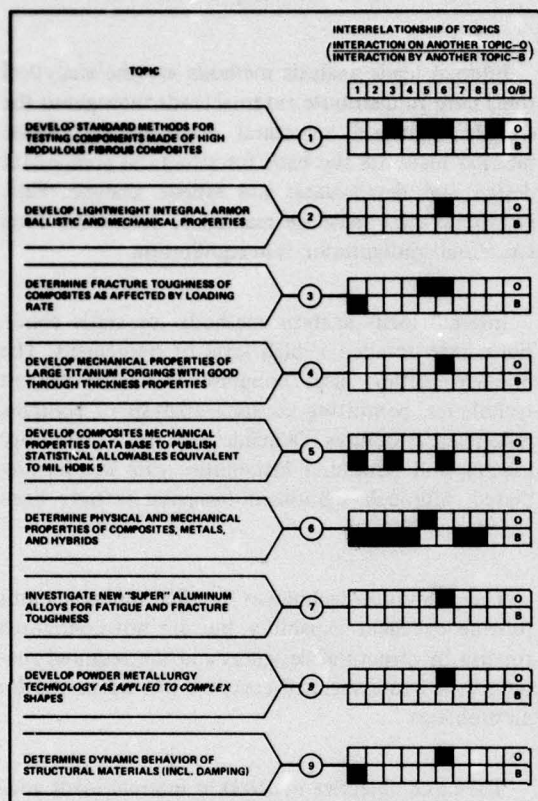 INTERRELATIONSHIP OF TOPICS
(INTERACTION ON ANOTHER TOPIC-O
INTERACTION BY ANOTHER TOPIC-B)
TOPIC
1 2 3 4 5 6 7 8 9 O/B
DEVELOP STANDARD METHODS FOR
TESTING COMPONENTS MADE OF HIGH
MODULOUS FIBROUS COMPOSITES
1
O
B
DEVELOP LIGHTWEIGHT INTEGRAL ARMOR
BALLISTIC AND MECHANICAL PROPERTIES
2
O
B
DETERMINE FRACTURE TOUGHNESS OF
COMPOSITES AS AFFECTED BY LOADING
RATE
3
O
B
DEVELOP MECHANICAL PROPERTIES OF
LARGE TITANIUM FORGINGS WITH GOOD
THROUGH THICKNESS PROPERTIES
4
O
B
DEVELOP COMPOSITES MECHANICAL
PROPERTIES DATA BASE TO PUBLISH
STATISTICAL ALLOWABLES EQUIVALENT
TO MIL HDBK 5
5
O
B
DETERMINE PHYSICAL AND MECHANICAL
PROPERTIES OF COMPOSITES, METALS,
AND HYBRIDS
6
O
B
INVESTIGATE NEW "SUPER" ALUMINUM
ALLOYS FOR FATIGUE AND FRACTURE
TOUGHNESS
7
O
B
DEVELOP POWDER METALLURGY
TECHNOLOGY AS APPLIED TO COMPLEX
SHAPES
8
O
B
DETERMINE DYNAMIC BEHAVIOR OF
STRUCTURAL MATERIALS (INCL. DAMPING)
9
O
B